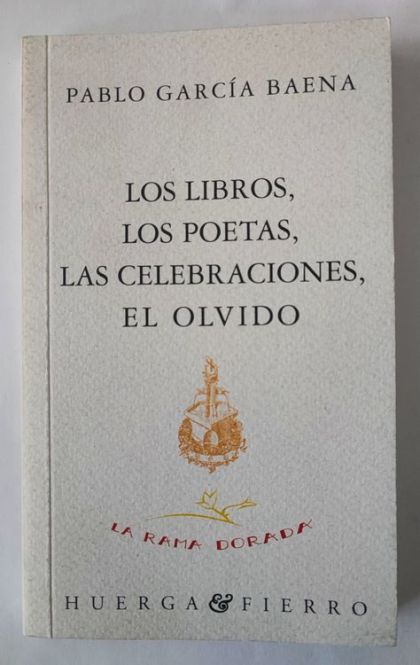 PABLO GARCÍA BAENA
LOS LIBROS,
LOS POETAS,
LAS CELEBRACIONES,
EL OLVIDO
LA RAMA DORADA
HUERGA & FIERRO